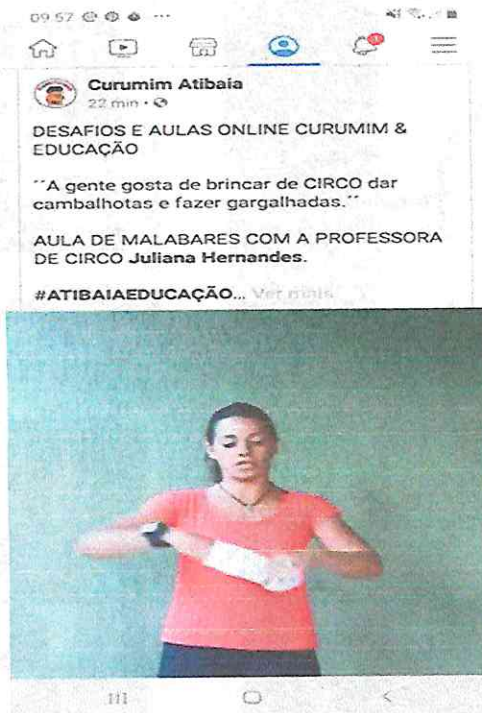 09:57
Curumim Atibaia
22 min •
DESAFIOS E AULAS ONLINE CURUMIM &
EDUCAÇÃO
´´A gente gosta de brincar de CIRCO dar
cambalhotas e fazer gargalhadas.´´
AULA DE MALABARES COM A PROFESSORA
DE CIRCO Juliana Hernandes.
#ATIBAIAEDUCAÇÃO... Ver mais